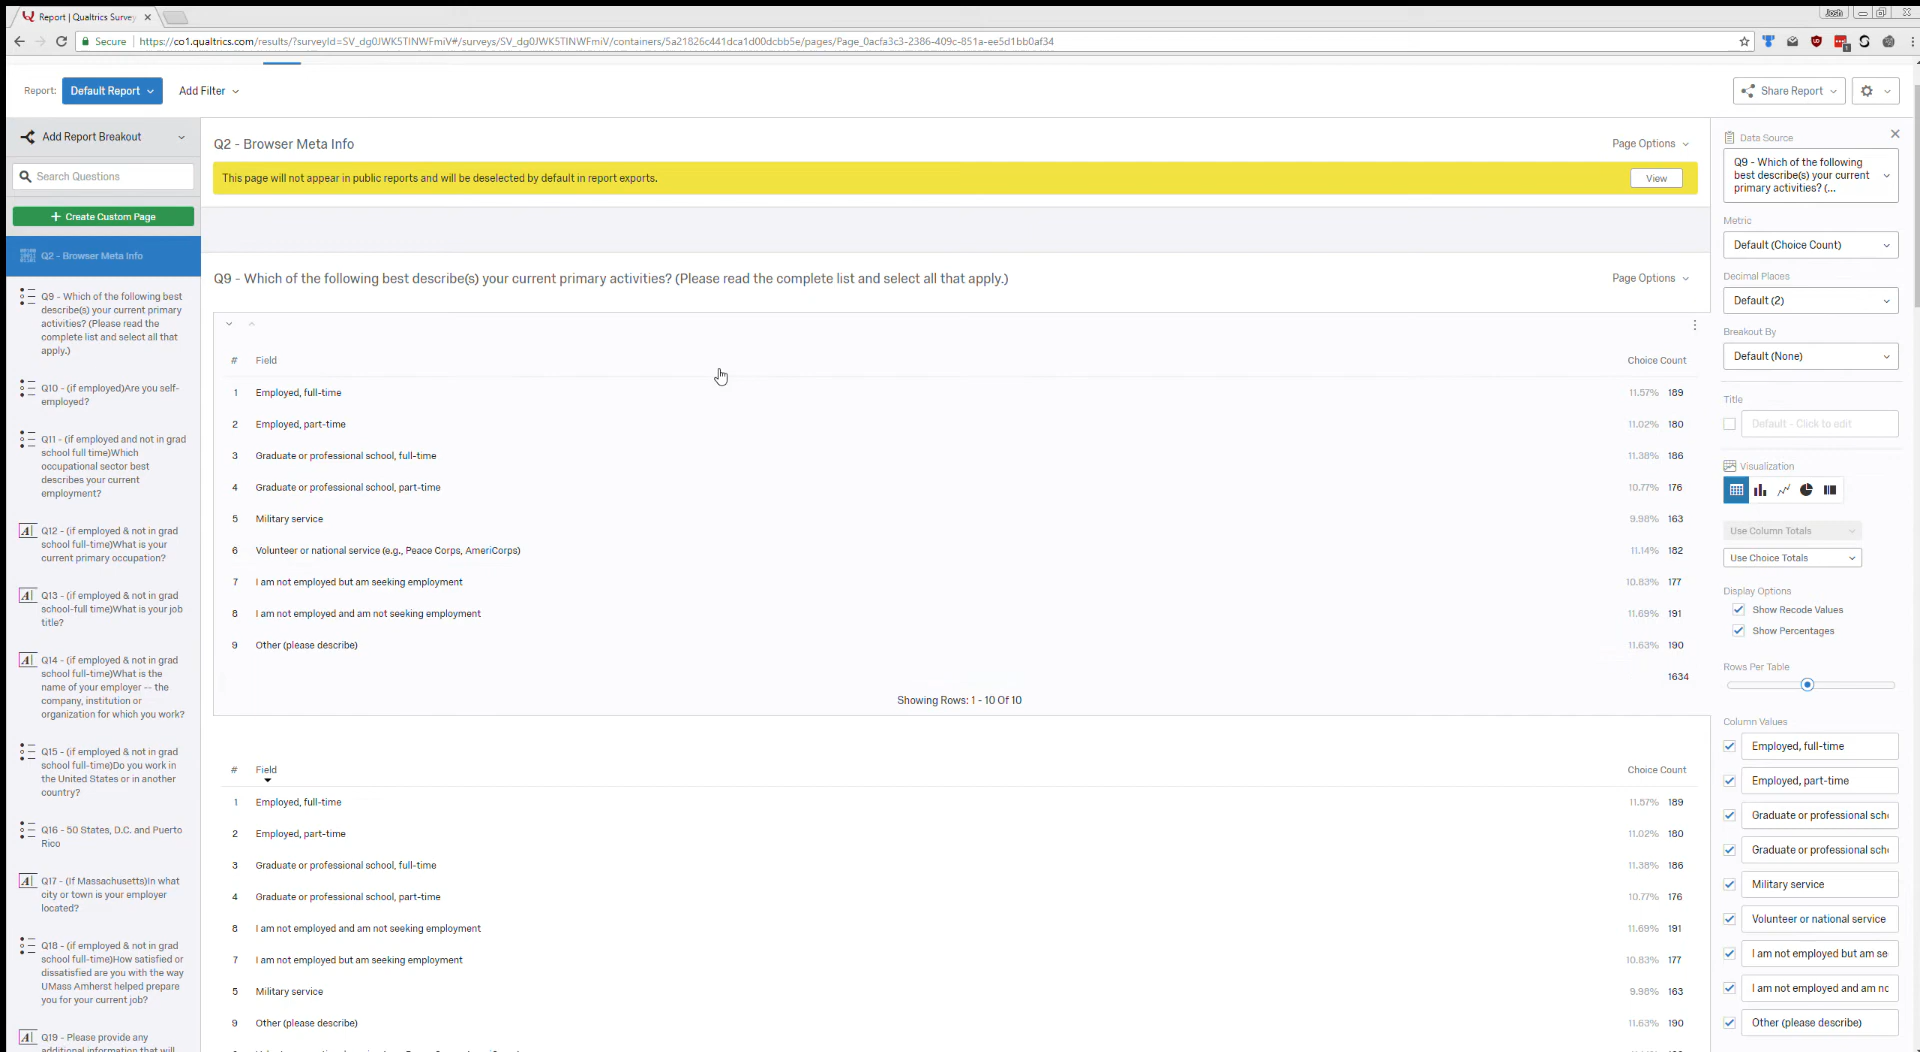 Report | Qualtrics Survey
Josh
Secure
https://co1.qualtrics.com/results/?surveyId=SV_dg0JWK5TINWFmiV#/surveys/SV_dg0JWK5TINWFmiV/containers/5a21826c441dca1d00dcbb5e/pages/Page_0acfa3c3-2386-409c-851a-ee5d1bb0af34
Report:
Default Report
Add Filter
Share Report
Add Report Breakout
Search Questions
+ Create Custom Page
Q2 - Browser Meta Info
Q9 - Which of the following best
describe(s) your current primary
activities? (Please read the
complete list and select all that
apply.)
Q10 - (if employed)Are you self-
employed?
Q11 - (if employed and not in grad
school full time)Which
occupational sector best
describes your current
employment?
Q12 - (if employed & not in grad
school full-time)What is your
current primary occupation?
Q13 - (if employed & not in grad
school-full time)What is your job
title?
Q14 - (if employed & not in grad
school full-time)What is the
name of your employer -- the
company, institution or
organization for which you work?
Q15 - (if employed & not in grad
school full-time)Do you work in
the United States or in another
country?
Q16 - 50 States, D.C. and Puerto
Rico
Q17 - (If Massachusetts)In what
city or town is your employer
located?
Q18 - (if employed & not in grad
school full-time)How satisfied or
dissatisfied are you with the way
UMass Amherst helped prepare
you for your current job?
Q19 - Please provide any
additional information that will
Q2 - Browser Meta Info
Page Options
This page will not appear in public reports and will be deselected by default in report exports.
View
Q9 - Which of the following best describe(s) your current primary activities? (Please read the complete list and select all that apply.)
Page Options
# Field Choice Count
1 Employed, full-time 11.57% 189
2 Employed, part-time 11.02% 180
3 Graduate or professional school, full-time 11.38% 186
4 Graduate or professional school, part-time 10.77% 176
5 Military service 9.98% 163
6 Volunteer or national service (e.g., Peace Corps, AmeriCorps) 11.14% 182
7 I am not employed but am seeking employment 10.83% 177
8 I am not employed and am not seeking employment 11.69% 191
9 Other (please describe) 11.63% 190
1634
Showing Rows: 1 - 10 Of 10
# Field Choice Count
1 Employed, full-time 11.57% 189
2 Employed, part-time 11.02% 180
3 Graduate or professional school, full-time 11.38% 186
4 Graduate or professional school, part-time 10.77% 176
8 I am not employed and am not seeking employment 11.69% 191
7 I am not employed but am seeking employment 10.83% 177
5 Military service 9.98% 163
9 Other (please describe) 11.63% 190
Data Source
Q9 - Which of the following
best describe(s) your current
primary activities? (...
Metric
Default (Choice Count)
Decimal Places
Default (2)
Breakout By
Default (None)
Title
Default - Click to edit
Visualization
Use Column Totals
Use Choice Totals
Display Options
Show Recode Values
Show Percentages
Rows Per Table
Column Values
Employed, full-time
Employed, part-time
Graduate or professional sch
Graduate or professional sch
Military service
Volunteer or national service
I am not employed but am se
I am not employed and am nc
Other (please describe)